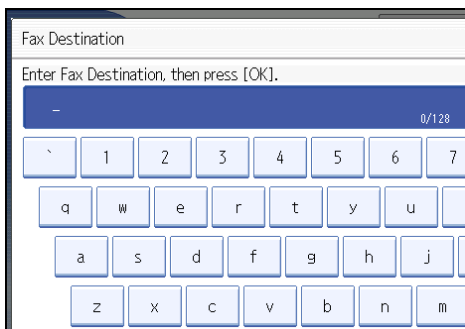 Fax Destination
Enter Fax Destination, then press [OK].
_
0/128
` 1 2 3 4 5 6 7
q w e r t y u
a s d f g h j
z x c v b n m